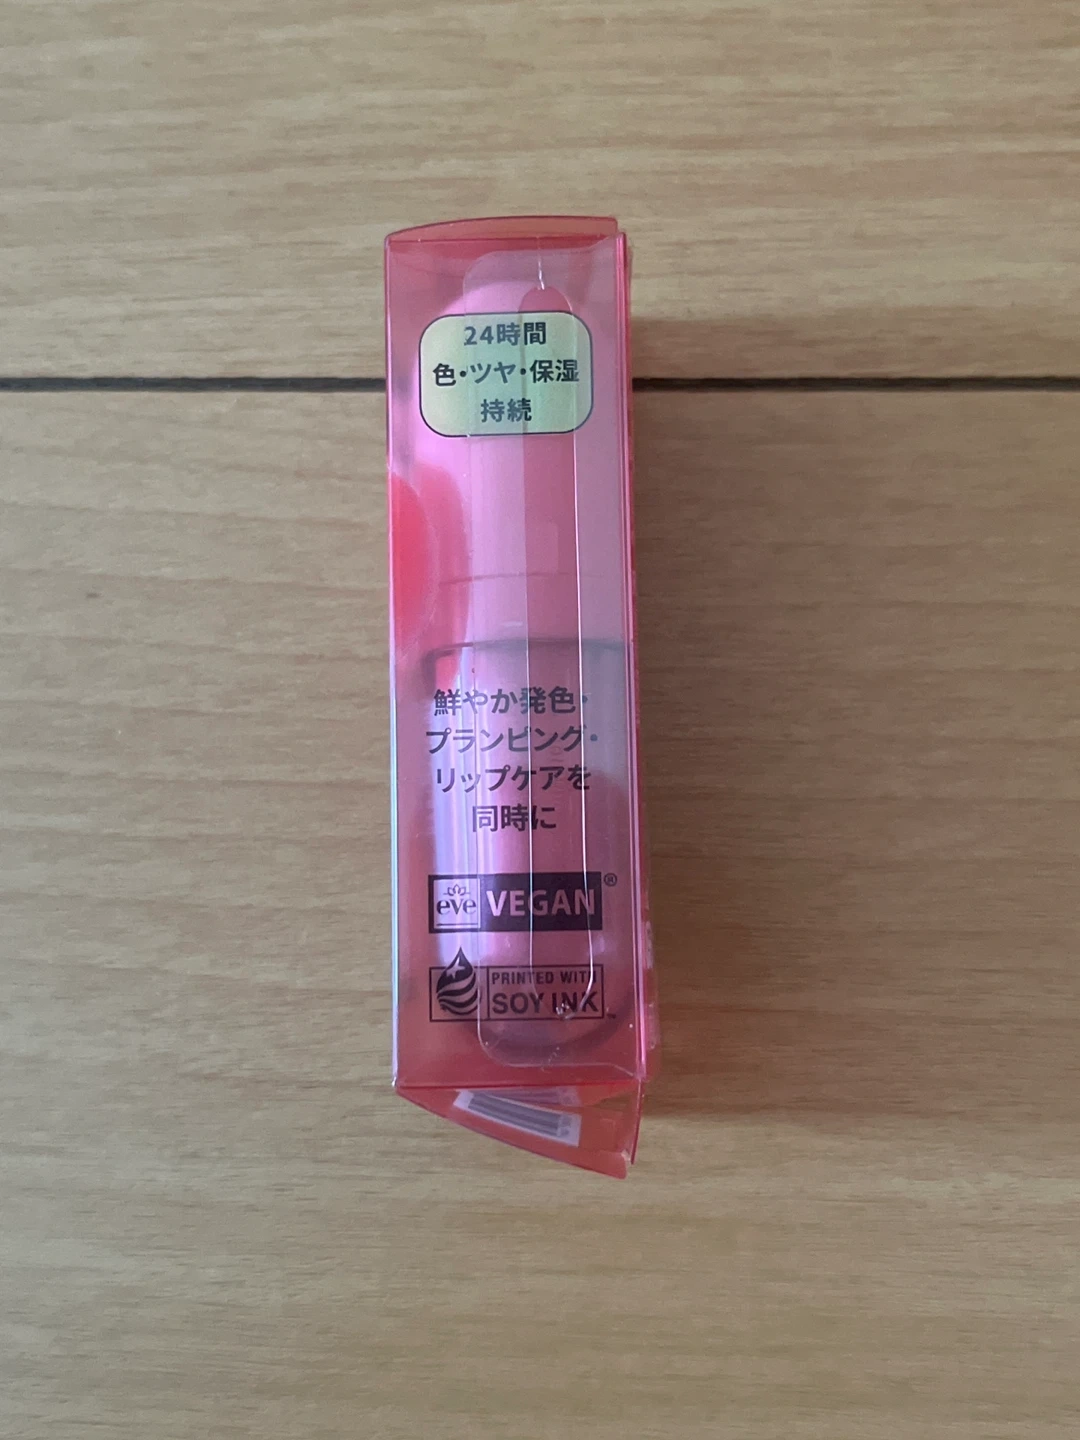 24時間
色・ツヤ・保湿
持続
鮮やか発色・
プランピング・
リップケアを
同時に
eve VEGAN®
PRINTED WITH
SOY INK™